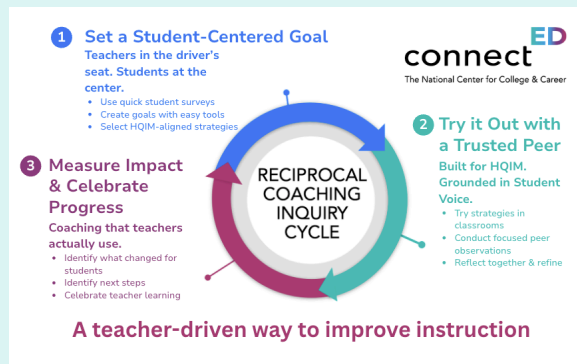 1 Set a Student-Centered Goal
Teachers in the driver's
seat. Students at the
center.
• Use quick student surveys
• Create goals with easy tools
• Select HQIM-aligned strategies
connectED
The National Center for College & Career
2 Try it Out with
a Trusted Peer
Built for HQIM.
Grounded in Student
Voice.
• Try strategies in
classrooms
• Conduct focused peer
observations
• Reflect together & refine
3 Measure Impact
& Celebrate
Progress
Coaching that teachers
actually use.
• Identify what changed for
students
• Identify next steps
• Celebrate teacher learning
RECIPROCAL
COACHING
INQUIRY
CYCLE
A teacher-driven way to improve instruction